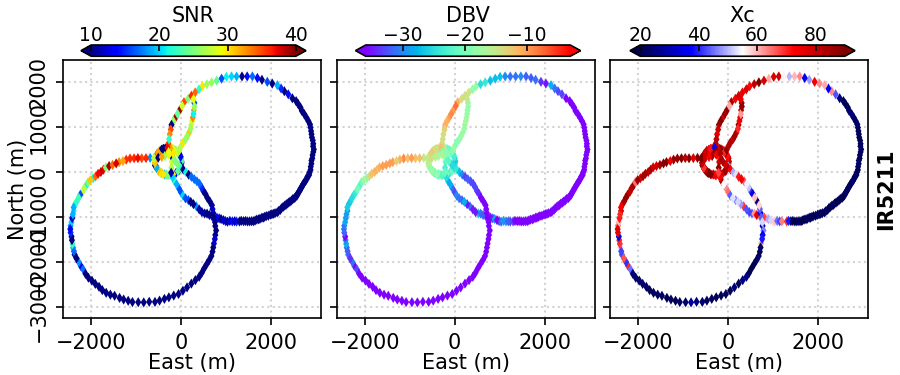 SNR DBV Xc
10 20 30 40 −30 −20 −10 20 40 60 80
North (m)
2000
1000
0
−1000
−2000
−3000
−2000 0 2000 −2000 0 2000 −2000 0 2000
East (m) East (m) East (m)
IR5211